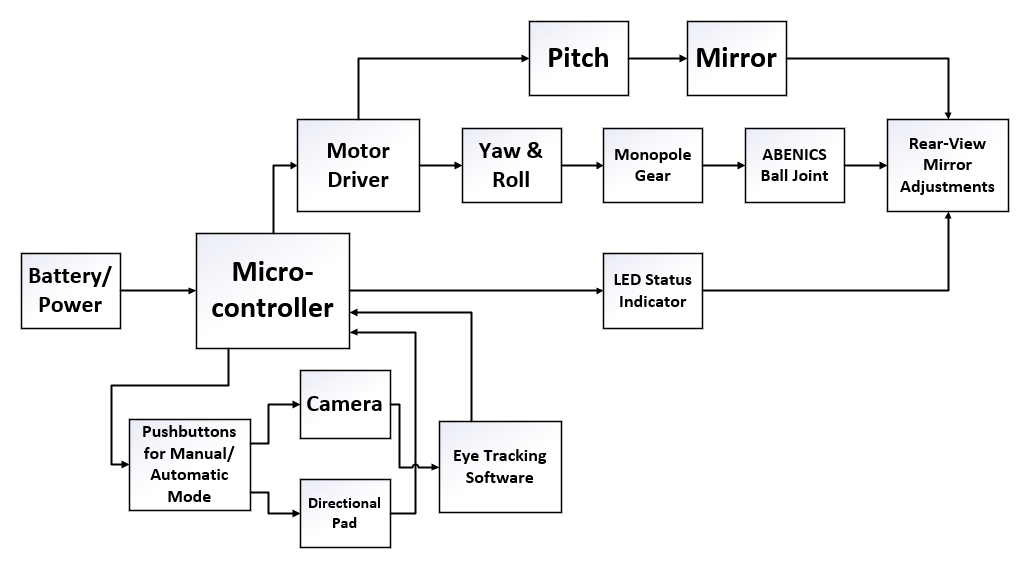 Pitch
Mirror
Motor
Driver
Yaw &
Roll
Monopole
Gear
ABENICS
Ball Joint
Rear-View
Mirror
Adjustments
Battery/
Power
Micro-
controller
LED Status
Indicator
Camera
Pushbuttons
for Manual/
Automatic
Mode
Eye Tracking
Software
Directional
Pad